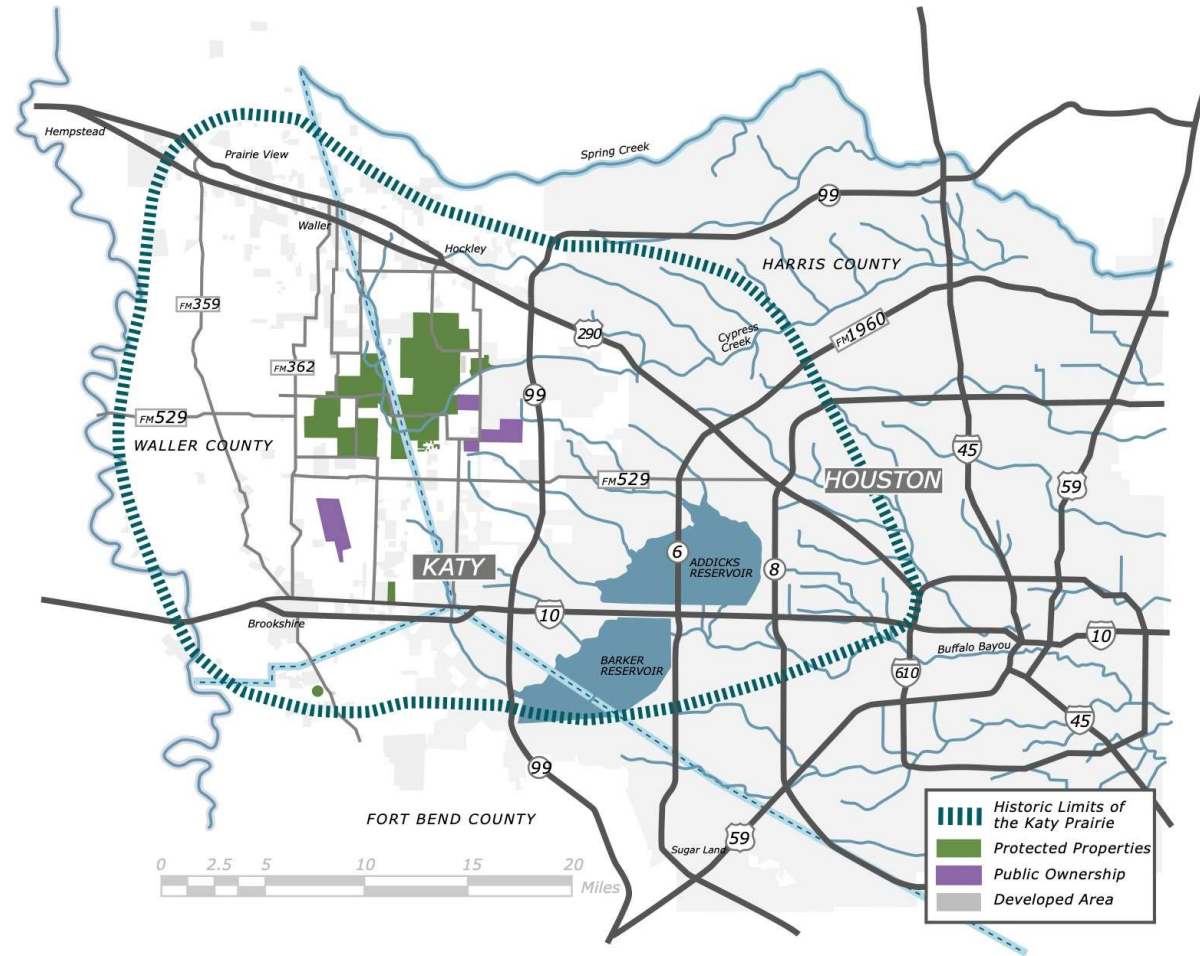 Hempstead
Prairie View
Spring Creek
99
Waller
Hockley
HARRIS COUNTY
FM359
290
Cypress
Creek
FM1960
FM362
99
FM529
WALLER COUNTY
45
FM529
HOUSTON
59
6
ADDICKS
RESERVOIR
8
KATY
10
Brookshire
BARKER
RESERVOIR
Buffalo Bayou
10
610
45
99
FORT BEND COUNTY
Sugar Land
59
0 2.5 5 10 15 20
Miles
Historic Limits of
the Katy Prairie
Protected Properties
Public Ownership
Developed Area